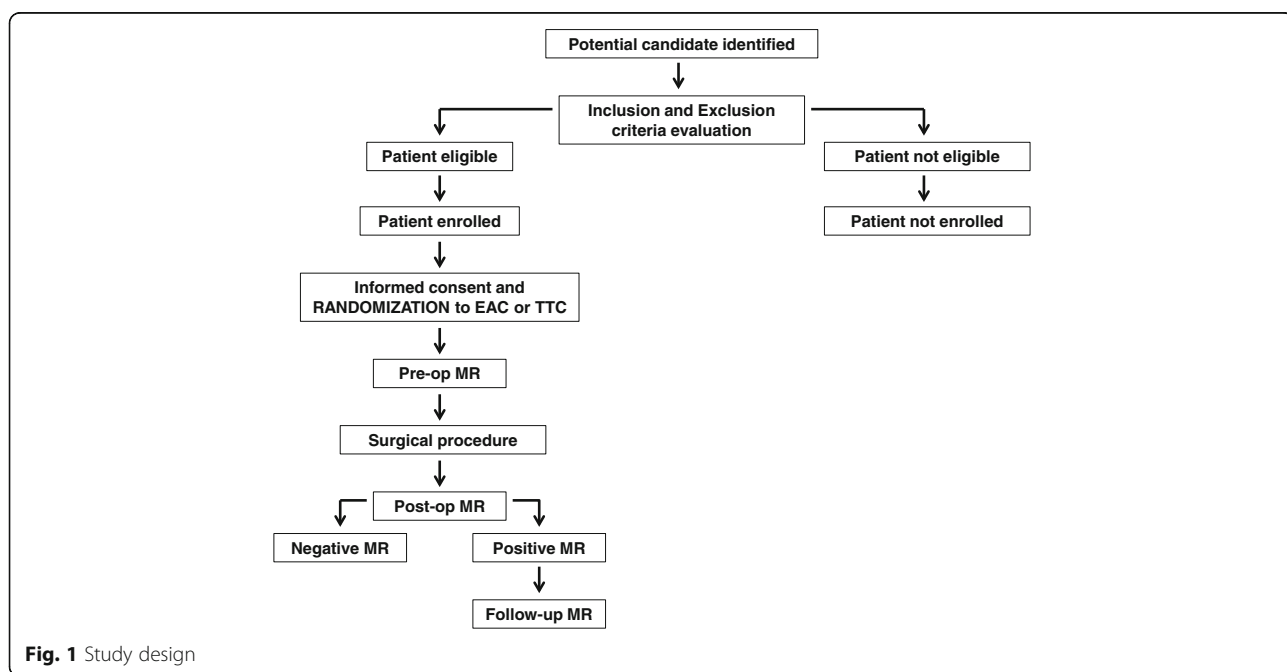 Potential candidate identified
Inclusion and Exclusion
criteria evaluation
Patient eligible
Patient not eligible
Patient enrolled
Patient not enrolled
Informed consent and
RANDOMIZATION to EAC or TTC
Pre-op MR
Surgical procedure
Post-op MR
Negative MR
Positive MR
Follow-up MR
Fig. 1 Study design